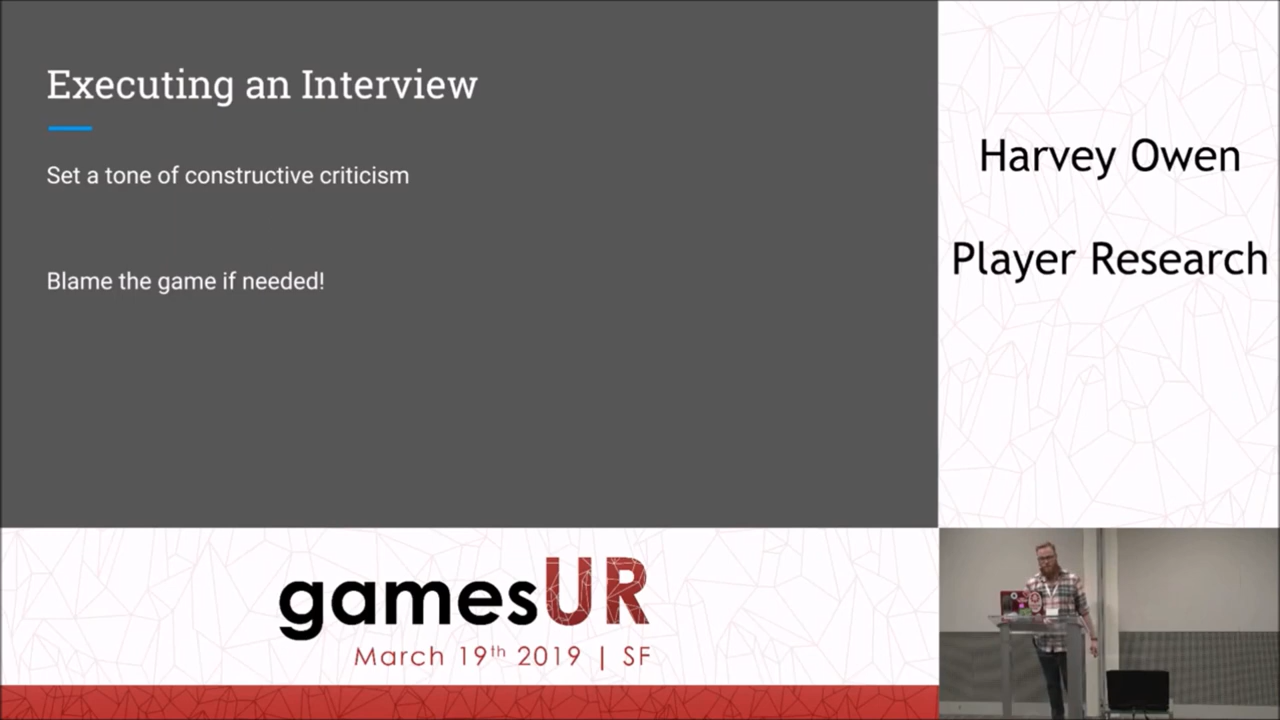 Executing an Interview
Set a tone of constructive criticism
Blame the game if needed!
Harvey Owen
Player Research
gamesUR
March 19th 2019 | SF